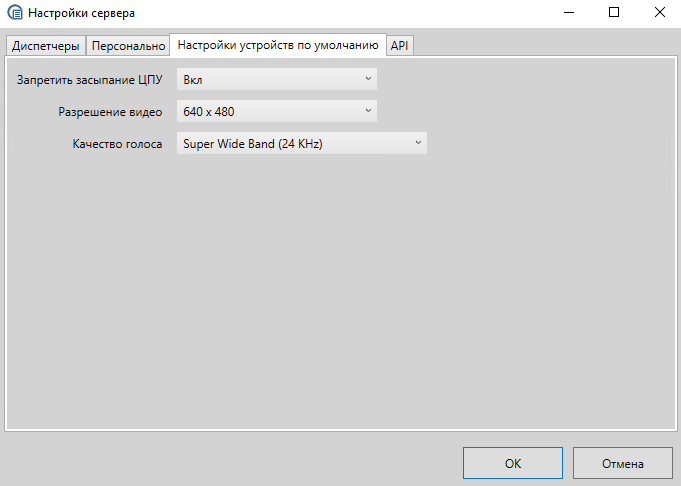 Настройки сервера
Диспетчеры Персонально Настройки устройств по умолчанию API
Запретить засыпание ЦПУ Вкл
Разрешение видео 640 x 480
Качество голоса Super Wide Band (24 KHz)
OK Отмена